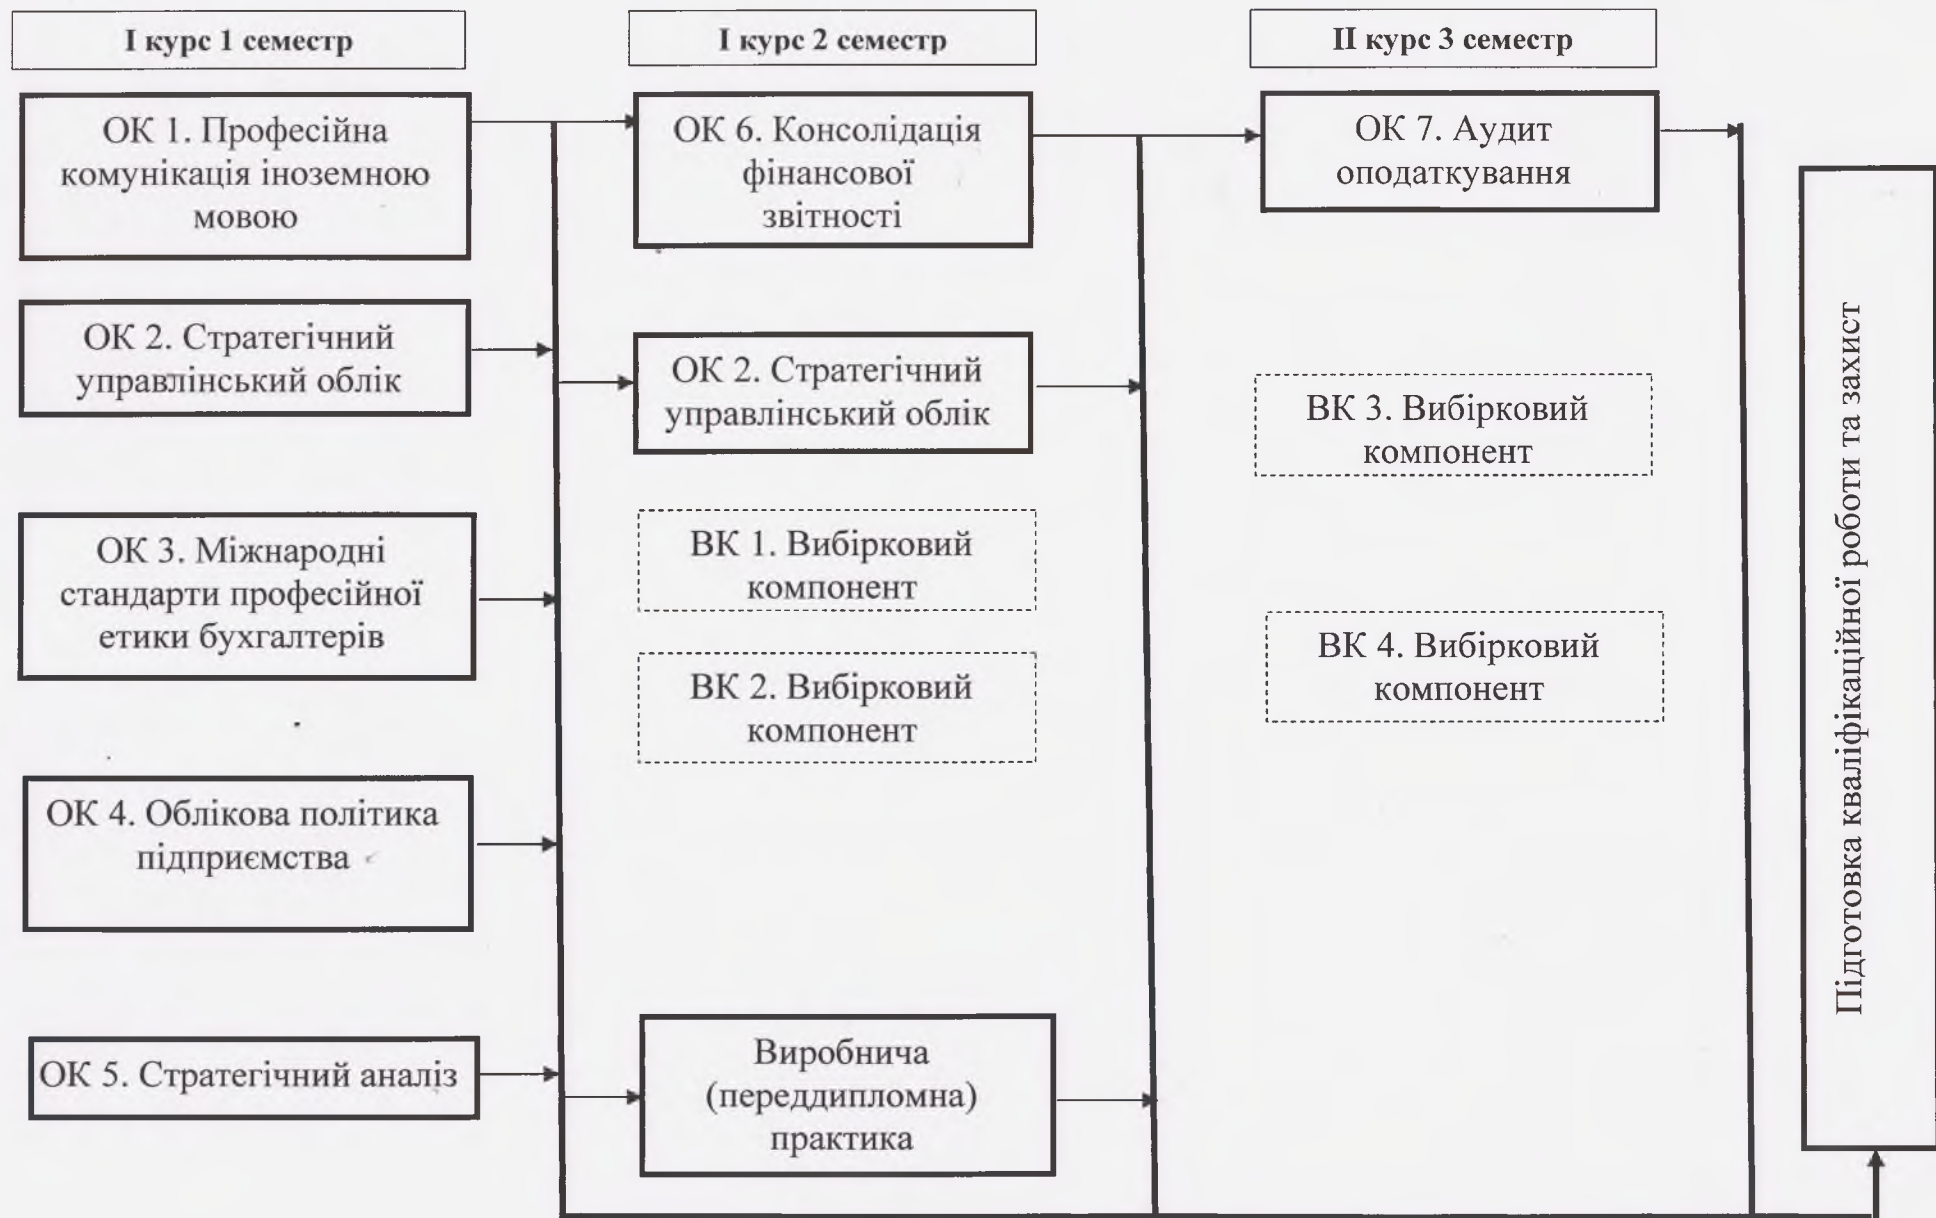 I курс 1 семестр
I курс 2 семестр
II курс 3 семестр
ОК 1. Професійна
комунікація іноземною
мовою
ОК 2. Стратегічний
управлінський облік
ОК 3. Міжнародні
стандарти професійної
етики бухгалтерів
ОК 4. Облікова політика
підприємства
ОК 5. Стратегічний аналіз
ОК 6. Консолідація
фінансової
звітності
ОК 2. Стратегічний
управлінський облік
ВК 1. Вибірковий
компонент
ВК 2. Вибірковий
компонент
Виробнича
(переддипломна)
практика
ОК 7. Аудит
оподаткування
ВК 3. Вибірковий
компонент
ВК 4. Вибірковий
компонент
Підготовка кваліфікаційної роботи та захист